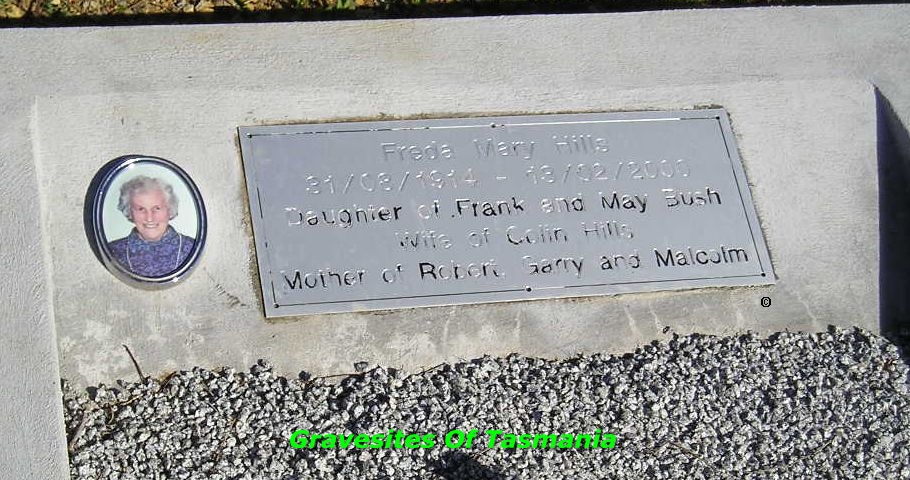 Freda Mary Hills
31/03/1914 - 13/02/2000
Daughter of Frank and May Bush
Wife of Colin Hills
Mother of Robert, Garry and Malcolm
©
Gravesites Of Tasmania